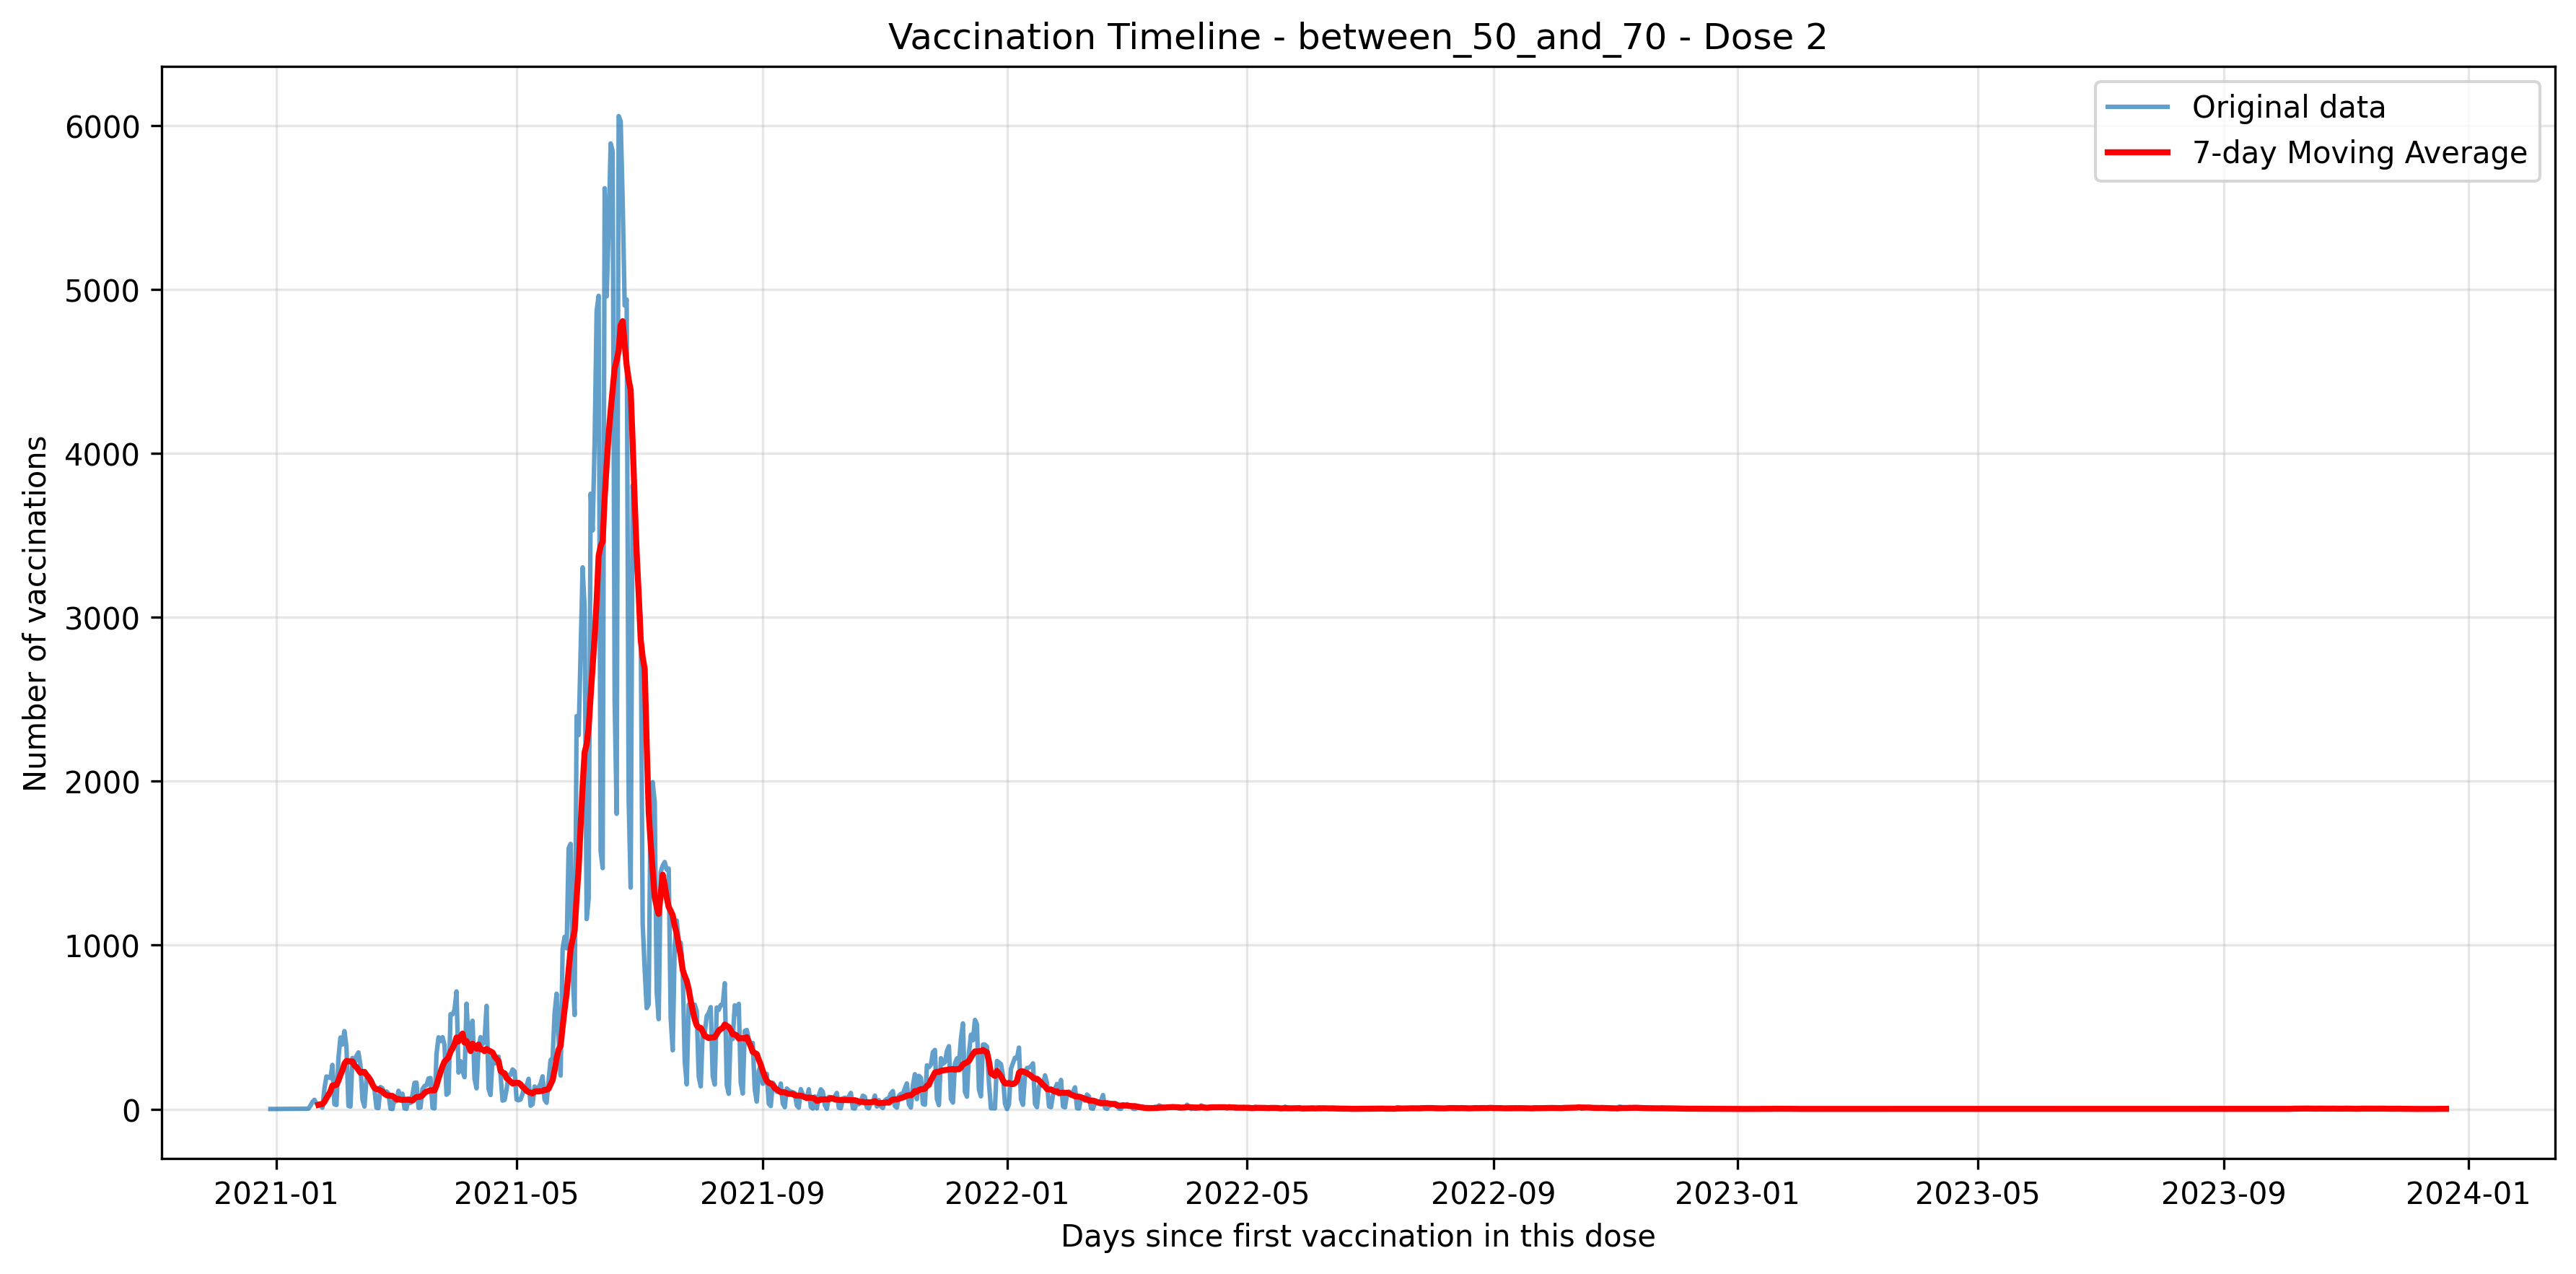 Vaccination Timeline - between_50_and_70 - Dose 2
Original data
7-day Moving Average
Number of vaccinations
6000
5000
4000
3000
2000
1000
0
2021-01 2021-05 2021-09 2022-01 2022-05 2022-09 2023-01 2023-05 2023-09 2024-01
Days since first vaccination in this dose